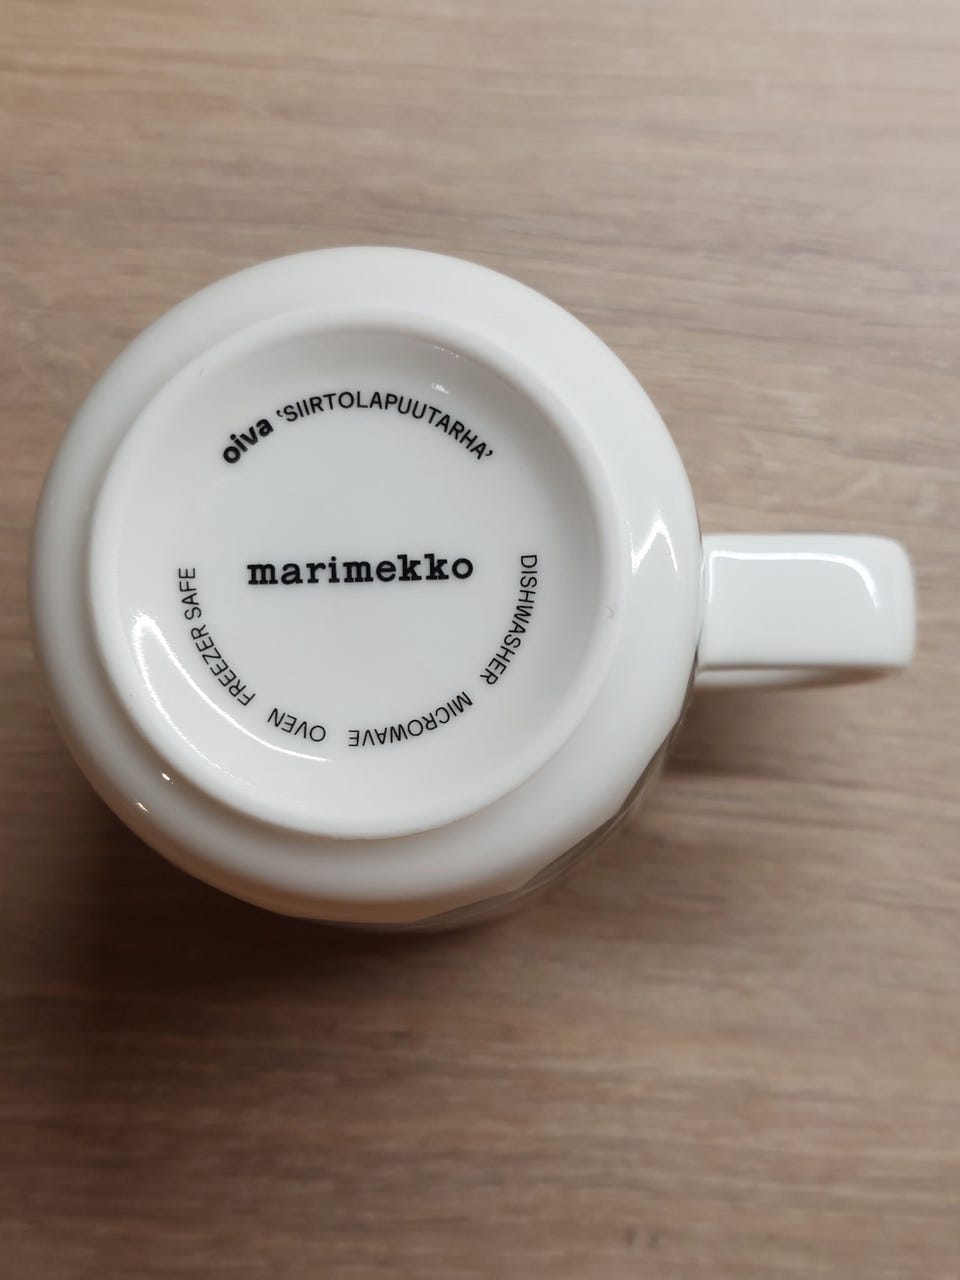 oiva ‘SIIRTOLAPUUTARHA’
marimekko
DISHWASHER MICROWAVE OVEN FREEZER SAFE